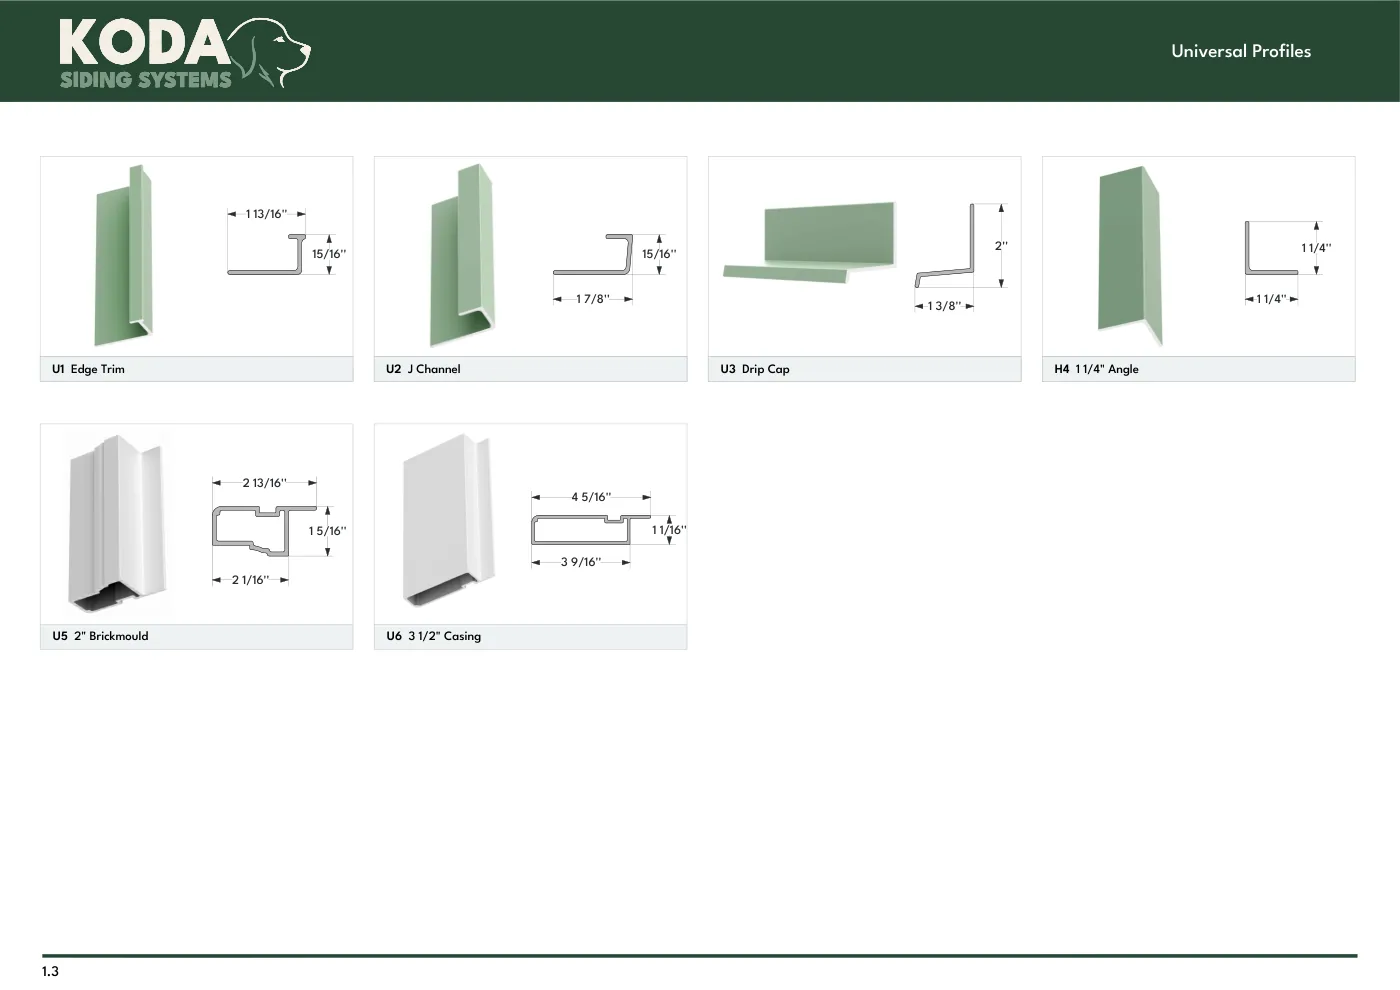 KODA
SIDING SYSTEMS
Universal Profiles
1 13/16"
15/16"
U1 Edge Trim
15/16"
1 7/8"
U2 J Channel
2"
1 3/8"
U3 Drip Cap
1 1/4"
1 1/4"
H4 1 1/4" Angle
2 13/16"
1 5/16"
2 1/16"
U5 2" Brickmould
4 5/16"
1 1/16"
3 9/16"
U6 3 1/2" Casing
1.3